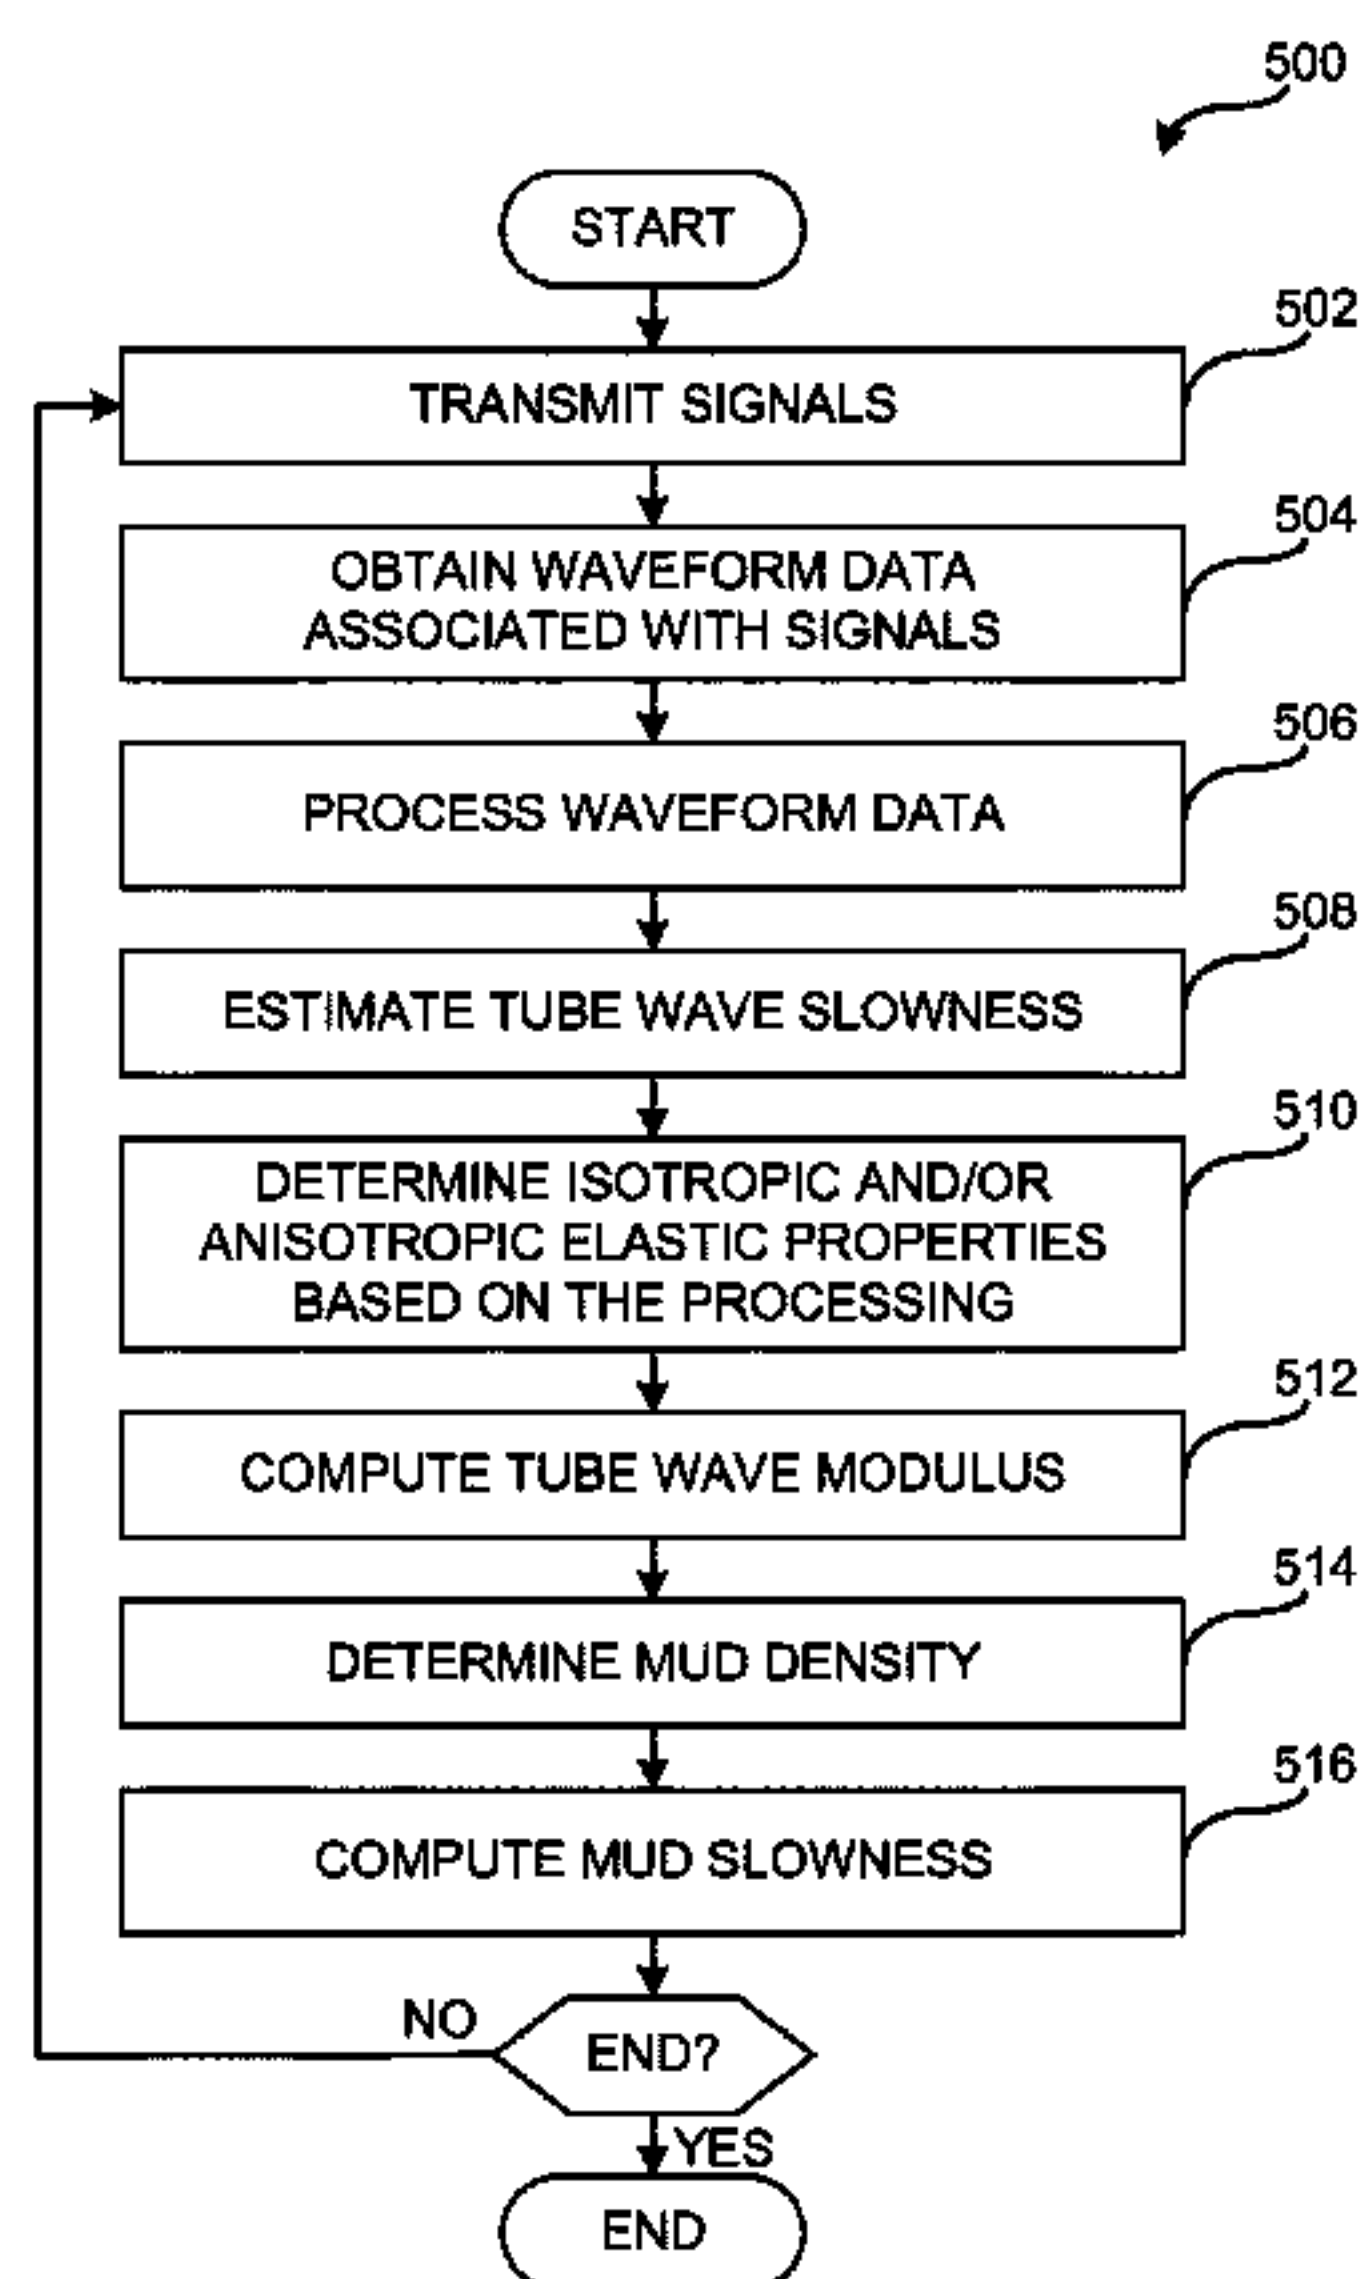 500
START
502
TRANSMIT SIGNALS
504
OBTAIN WAVEFORM DATA
ASSOCIATED WITH SIGNALS
506
PROCESS WAVEFORM DATA
508
ESTIMATE TUBE WAVE SLOWNESS
510
DETERMINE ISOTROPIC AND/OR
ANISOTROPIC ELASTIC PROPERTIES
BASED ON THE PROCESSING
512
COMPUTE TUBE WAVE MODULUS
514
DETERMINE MUD DENSITY
516
COMPUTE MUD SLOWNESS
NO
END?
YES
END